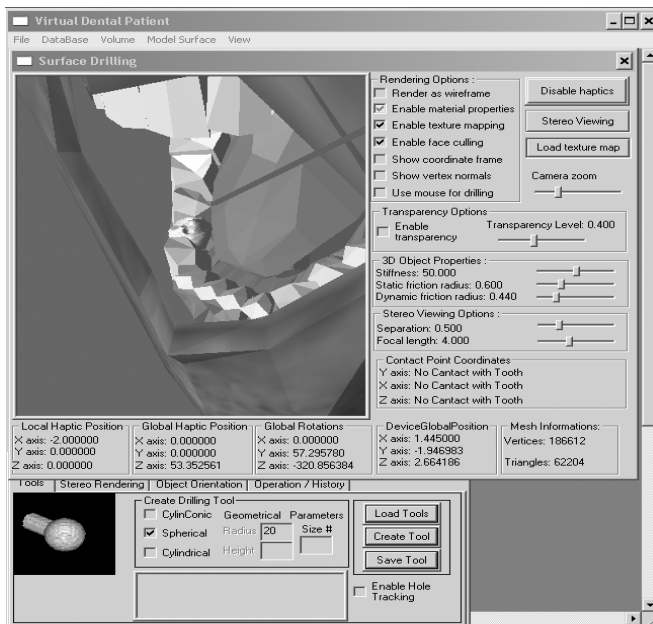 Virtual Dental Patient
File DataBase Volume Model Surface View
Surface Drilling
Rendering Options :
Render as wireframe
Enable material properties
Enable texture mapping
Enable face culling
Show coordinate frame
Show vertex normals
Use mouse for drilling
Disable haptics
Stereo Viewing
Load texture map
Camera zoom
Transparency Options
Enable transparency
Transparency Level: 0.400
3D Object Properties :
Stiffness: 50.000
Static friction radius: 0.600
Dynamic friction radius: 0.440
Stereo Viewing Options :
Separation: 0.500
Focal length: 4.000
Contact Point Coordinates
Y axis: No Cantact with Tooth
X axis: No Cantact with Tooth
Z axis: No Cantact with Tooth
Local Haptic Position
X axis: -2.000000
Y axis: 0.000000
Z axis: 0.000000
Global Haptic Position
X axis: 0.000000
Y axis: 0.000000
Z axis: 53.352561
Global Rotations
X axis: 0.000000
Y axis: 57.295780
Z axis: -320.856384
DeviceGlobalPosition
X axis: 1.445000
Y axis: -1.946983
Z axis: 2.664186
Mesh Informations:
Vertices: 186612
Triangles: 62204
Tools Stereo Rendering Object Orientation Operation / History
Create Drilling Tool
CylinConic Geometrical Parameters
Spherical Radius 20 Size #
Cylindrical Height
Load Tools
Create Tool
Save Tool
Enable Hole
Tracking